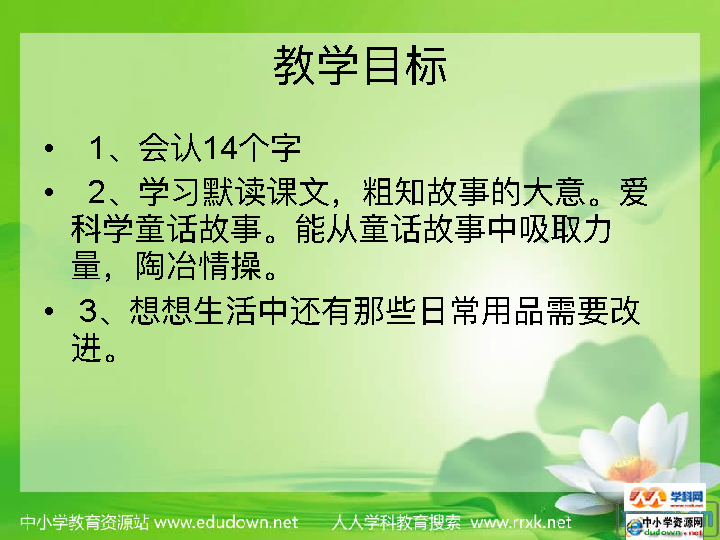 教学目标
• 1、会认14个字
• 2、学习默读课文，粗知故事的大意。爱
科学童话故事。能从童话故事中吸取力
量，陶冶情操。
• 3、想想生活中还有那些日常用品需要改
进。
中小学教育资源站 www.edudown.net 人人学科教育搜索 www.rrxk.net
学科网
www.rrxk.net
中小学资源网
edudown.net